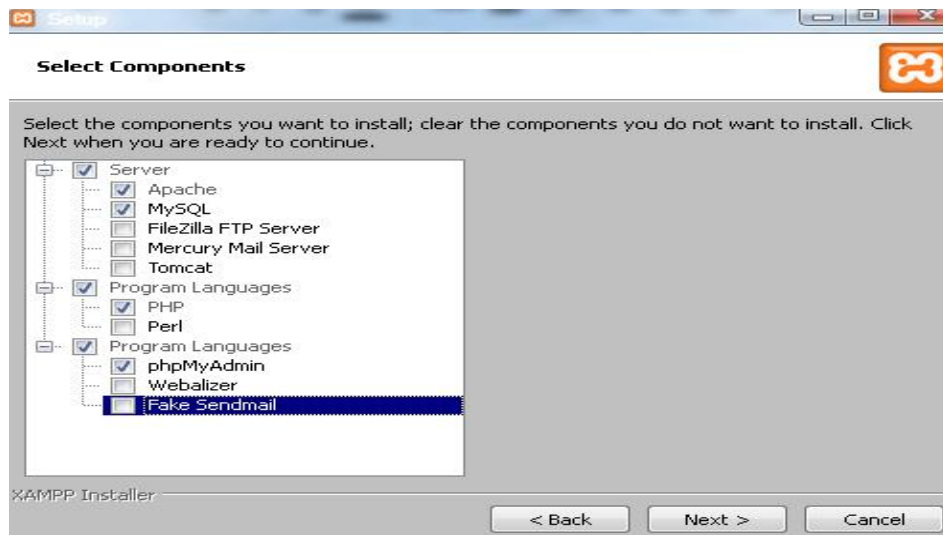 Setup
Select Components
Select the components you want to install; clear the components you do not want to install. Click
Next when you are ready to continue.
Server
Apache
MySQL
FileZilla FTP Server
Mercury Mail Server
Tomcat
Program Languages
PHP
Perl
Program Languages
phpMyAdmin
Webalizer
Fake Sendmail
XAMPP Installer
< Back Next > Cancel